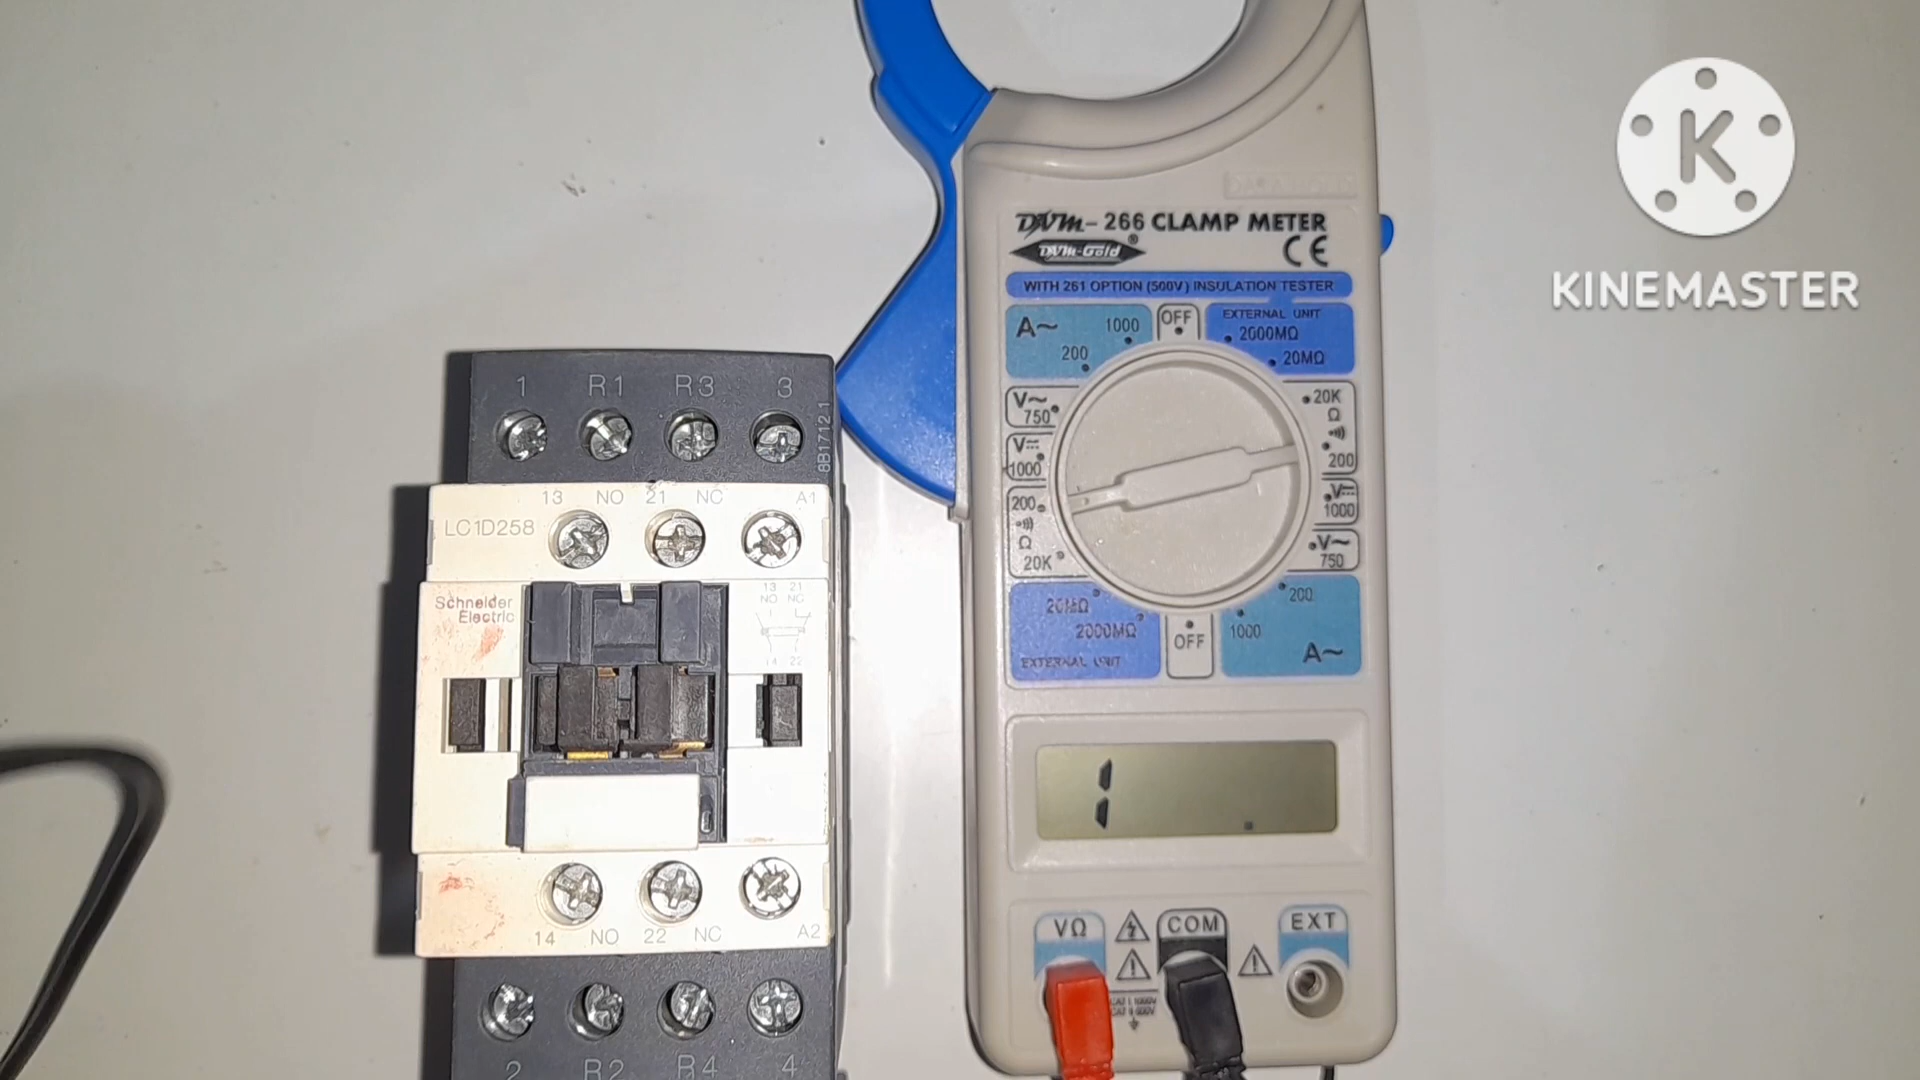 KINEMASTER
1 R1 R3 3
8B1712 1
13 NO 21 NC A1
LC1D258
Schneider
Electric
13 21
NO NC
14 22
14 NO 22 NC A2
2 R2 R4 4
DVM-266 CLAMP METER
DVM-Gold ® CE
WITH 261 OPTION (500V) INSULATION TESTER
A~ 1000
200
OFF
EXTERNAL UNIT
2000MΩ
20MΩ
V~
750
V
1000
200
Ω
20K
20K
Ω
200
V
1000
V~
750
20MΩ
2000MΩ
EXTERNAL UNIT
OFF
200
1000
A~
1
VΩ COM EXT